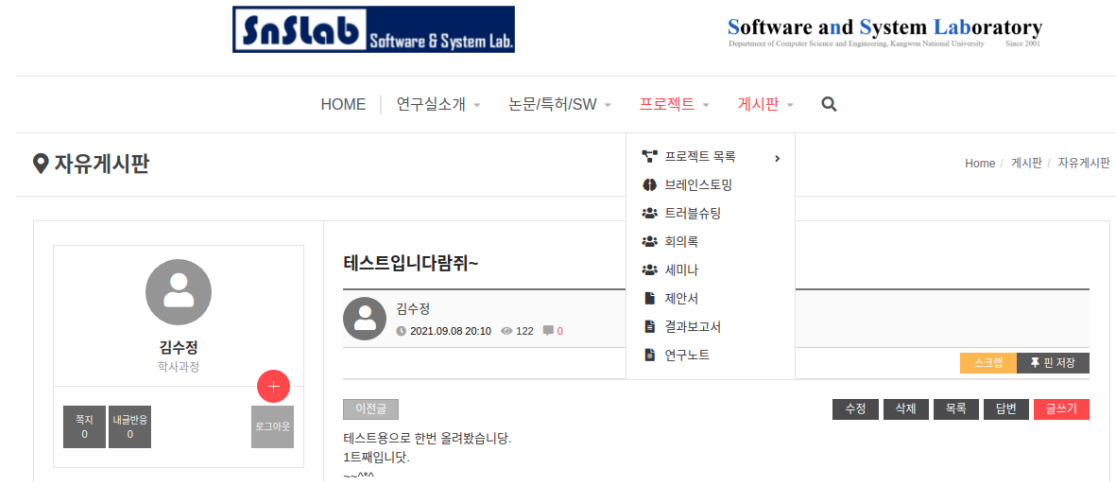 SnSLab Software & System Lab.
Software and System Laboratory
Department of Computer Science and Engineering, Kangwon National University Since 2001
HOME 연구실소개 논문/특허/SW 프로젝트 게시판
자유게시판
Home / 게시판 / 자유게시판
프로젝트 목록
브레인스토밍
트러블슈팅
회의록
세미나
제안서
결과보고서
연구노트
김수정
학사과정
쪽지
0
내글반응
0
로그아웃
테스트입니다람쥐~
김수정
2021.09.08 20:10 122 0
스크랩 핀 저장
이전글
수정 삭제 목록 답변 글쓰기
테스트용으로 한번 올려봤습니당.
1트째입니닷.
~~^*^